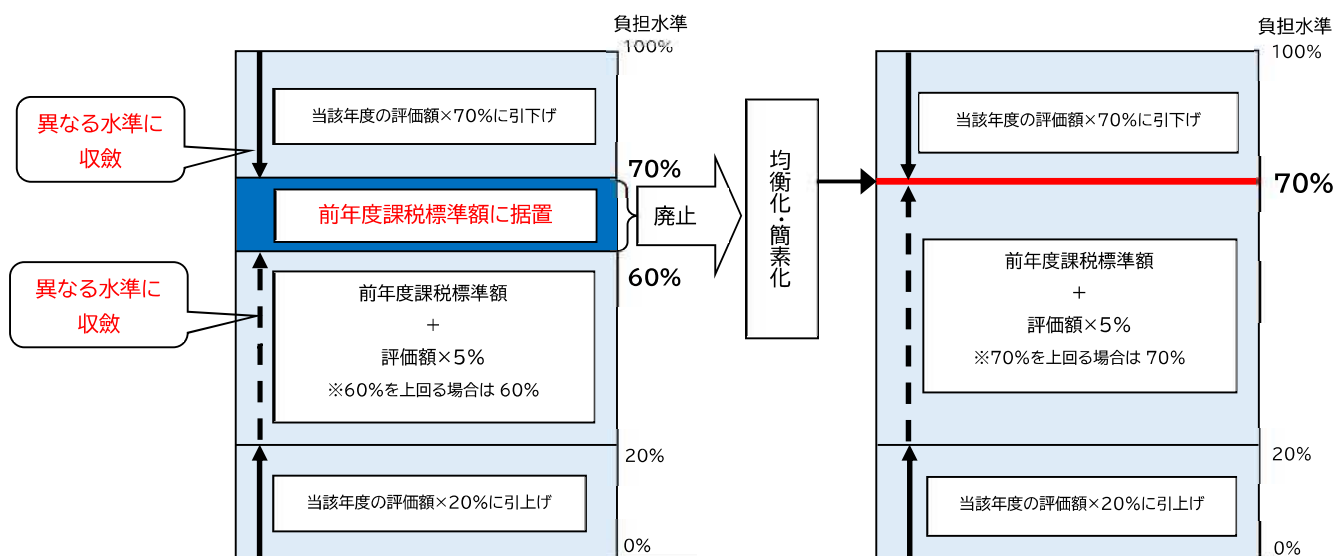 負担水準
100%
異なる水準に
収斂
当該年度の評価額×70%に引下げ
70%
前年度課税標準額に据置
60%
異なる水準に
収斂
前年度課税標準額
+
評価額×5%
※60%を上回る場合は 60%
20%
当該年度の評価額×20%に引上げ
0%
廃止
均衡化・簡素化
負担水準
100%
当該年度の評価額×70%に引下げ
70%
前年度課税標準額
+
評価額×5%
※70%を上回る場合は 70%
20%
当該年度の評価額×20%に引上げ
0%